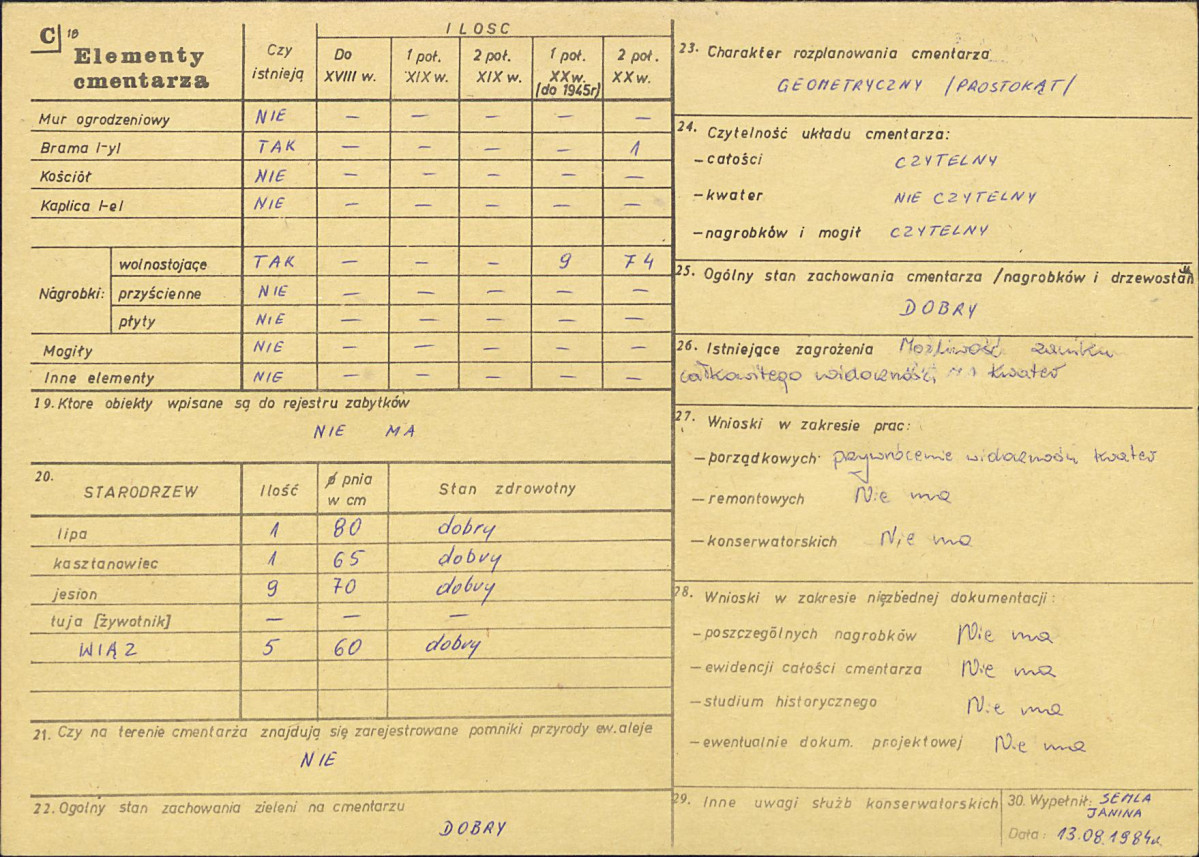 C 18
Elementy cmentarza
Czy istnieją
ILOSC
Do XVIII w.
1 poł. XIX w.
2 poł. XIX w.
1 poł. XX w. (do 1945r)
2 poł. XX w.
Mur ogrodzeniowy NIE — — — — —
Brama l-yl TAK — — — — 1
Kościół NIE — — — — —
Kaplica l-el NIE — — — — —
Nagrobki:
wolnostojące TAK — — — 9 74
przyścienne NIE — — — — —
płyty NIE — — — — —
Mogiły NIE — — — — —
Inne elementy NIE — — — — —
19. Ktore obiekty wpisane są do rejestru zabytków
NIE MA
20. STARODRZEW Ilość ø pnia w cm Stan zdrowotny
lipa 1 80 dobry
kasztanowiec 1 65 dobry
jesion 9 70 dobry
tuja [żywotnik] — — —
WIĄZ 5 60 dobry
21. Czy na terenie cmentarza znajdują się zarejestrowane pomniki przyrody ew. aleje
NIE
22. Ogolny stan zachowania zieleni na cmentarzu
DOBRY
23. Charakter rozplanowania cmentarza
GEOMETRYCZNY /PROSTOKĄT/
24. Czytelność układu cmentarza:
- całości CZYTELNY
- kwater NIE CZYTELNY
- nagrobków i mogił CZYTELNY
25. Ogólny stan zachowania cmentarza /nagrobków i drzewostan
DOBRY
26. Istniejące zagrożenia Możliwość zaniku
całkowitego widoczności kwater
27. Wnioski w zakresie prac:
- porządkowych przywrócenie widoczności kwater
- remontowych Nie ma
- konserwatorskich Nie ma
28. Wnioski w zakresie niezbednej dokumentacji:
- poszczególnych nagrobków Nie ma
- ewidencji całości cmentarza Nie ma
- studium historycznego Nie ma
- ewentualnie dokum. projektowej Nie ma
29. Inne uwagi służb konserwatorskich
30. Wypełnił: SEMLA
JANINA
Data: 13.08.1984r.